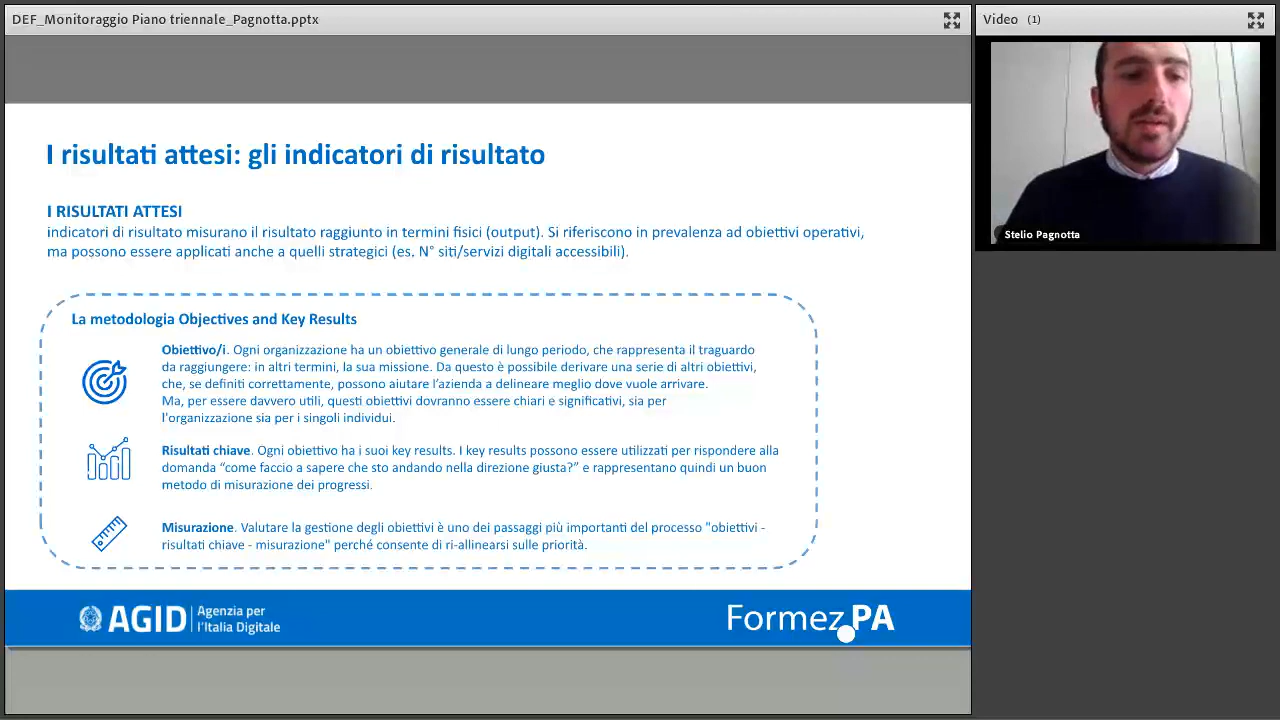 DEF_Monitoraggio Piano triennale_Pagnotta.pptx
Video (1)
Stelio Pagnotta
I risultati attesi: gli indicatori di risultato
I RISULTATI ATTESI
indicatori di risultato misurano il risultato raggiunto in termini fisici (output). Si riferiscono in prevalenza ad obiettivi operativi,
ma possono essere applicati anche a quelli strategici (es. N° siti/servizi digitali accessibili).
La metodologia Objectives and Key Results
Obiettivo/i. Ogni organizzazione ha un obiettivo generale di lungo periodo, che rappresenta il traguardo
da raggiungere: in altri termini, la sua missione. Da questo è possibile derivare una serie di altri obiettivi,
che, se definiti correttamente, possono aiutare l'azienda a delineare meglio dove vuole arrivare.
Ma, per essere davvero utili, questi obiettivi dovranno essere chiari e significativi, sia per
l'organizzazione sia per i singoli individui.
Risultati chiave. Ogni obiettivo ha i suoi key results. I key results possono essere utilizzati per rispondere alla
domanda “come faccio a sapere che sto andando nella direzione giusta?” e rappresentano quindi un buon
metodo di misurazione dei progressi.
Misurazione. Valutare la gestione degli obiettivi è uno dei passaggi più importanti del processo "obiettivi -
risultati chiave - misurazione" perché consente di ri-allinearsi sulle priorità.
AGID Agenzia per
l'Italia Digitale
Formez PA